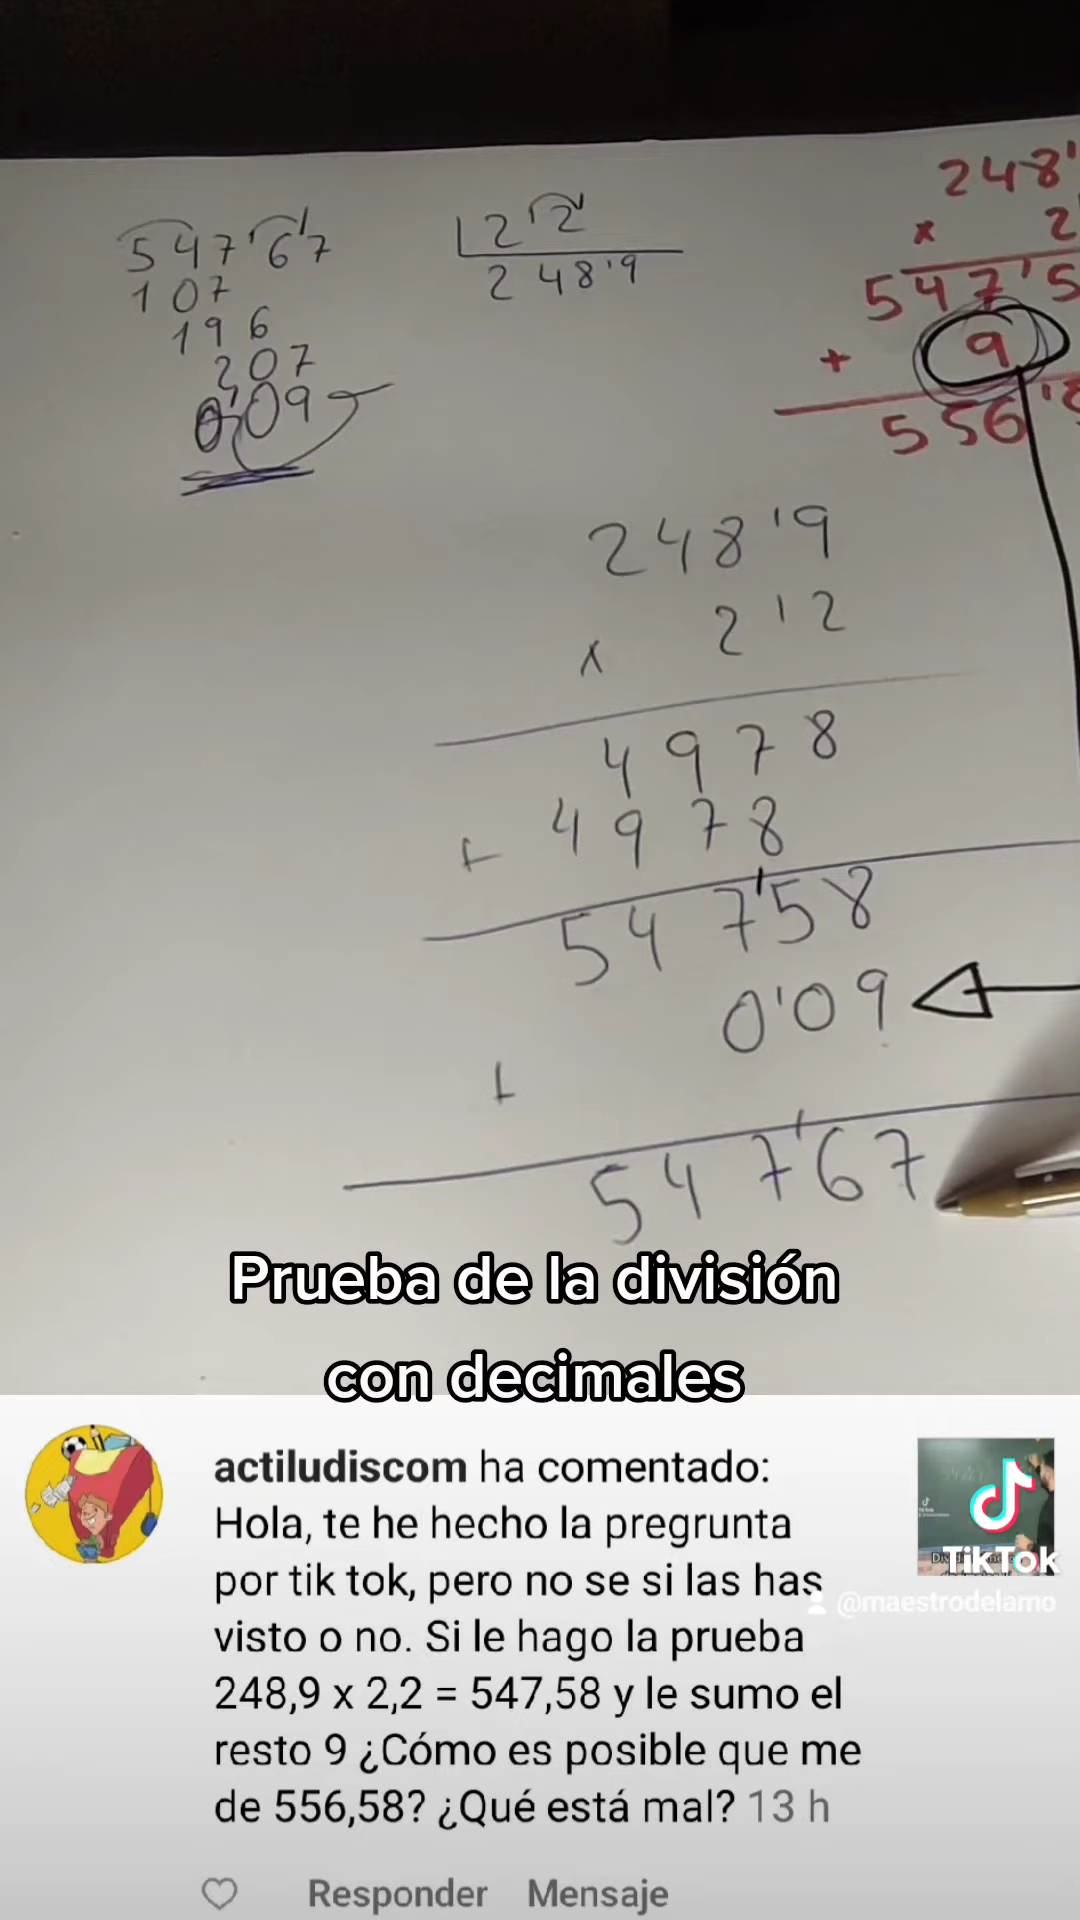 547'67 2'2
107 248'9
196
207
0,09
248'
x 2
547'5
+ 9
556'5
248'9
x 2'2
4978
+ 4978
547'58
0'09
+
547'67
Prueba de la división
con decimales
actiludiscom ha comentado:
Hola, te he hecho la pregrunta
por tik tok, pero no se si las has
visto o no. Si le hago la prueba
248,9 x 2,2 = 547,58 y le sumo el
resto 9 ¿Cómo es posible que me
de 556,58? ¿Qué está mal? 13 h
Responder Mensaje
TikTok
@maestrodelamo